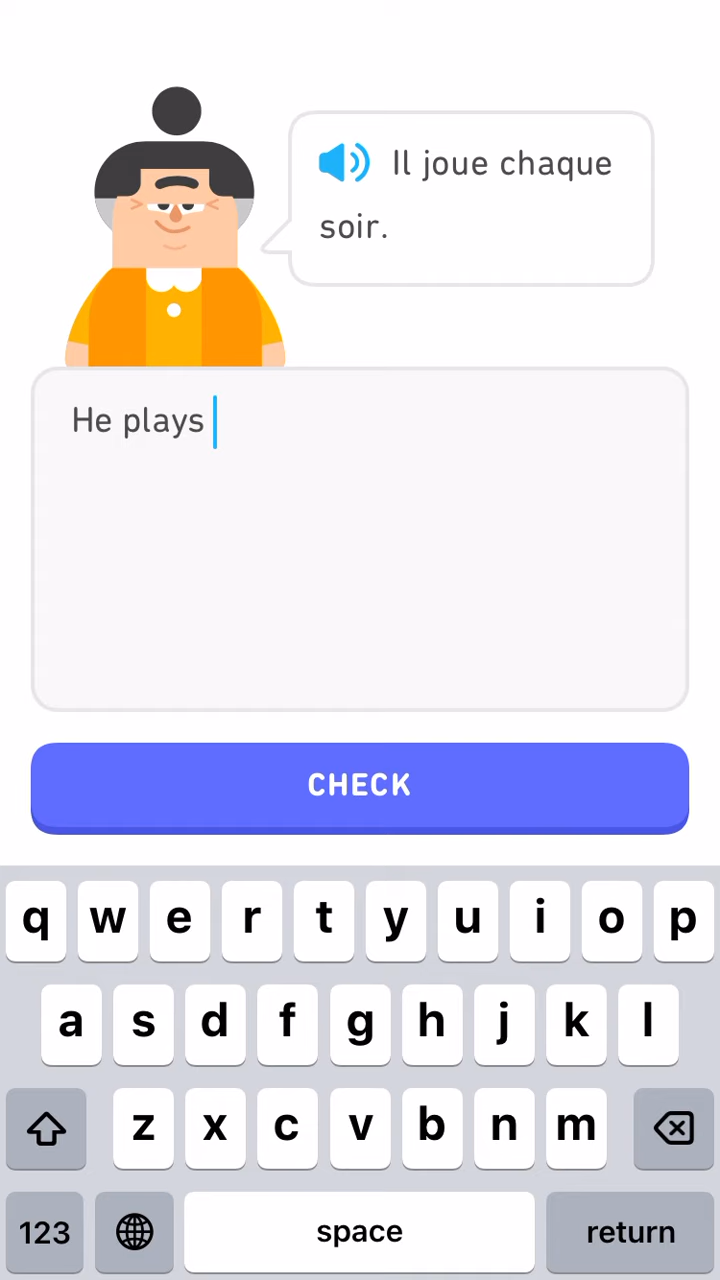 Il joue chaque
soir.
He plays
CHECK
q w e r t y u i o p
a s d f g h j k l
z x c v b n m
123 space return